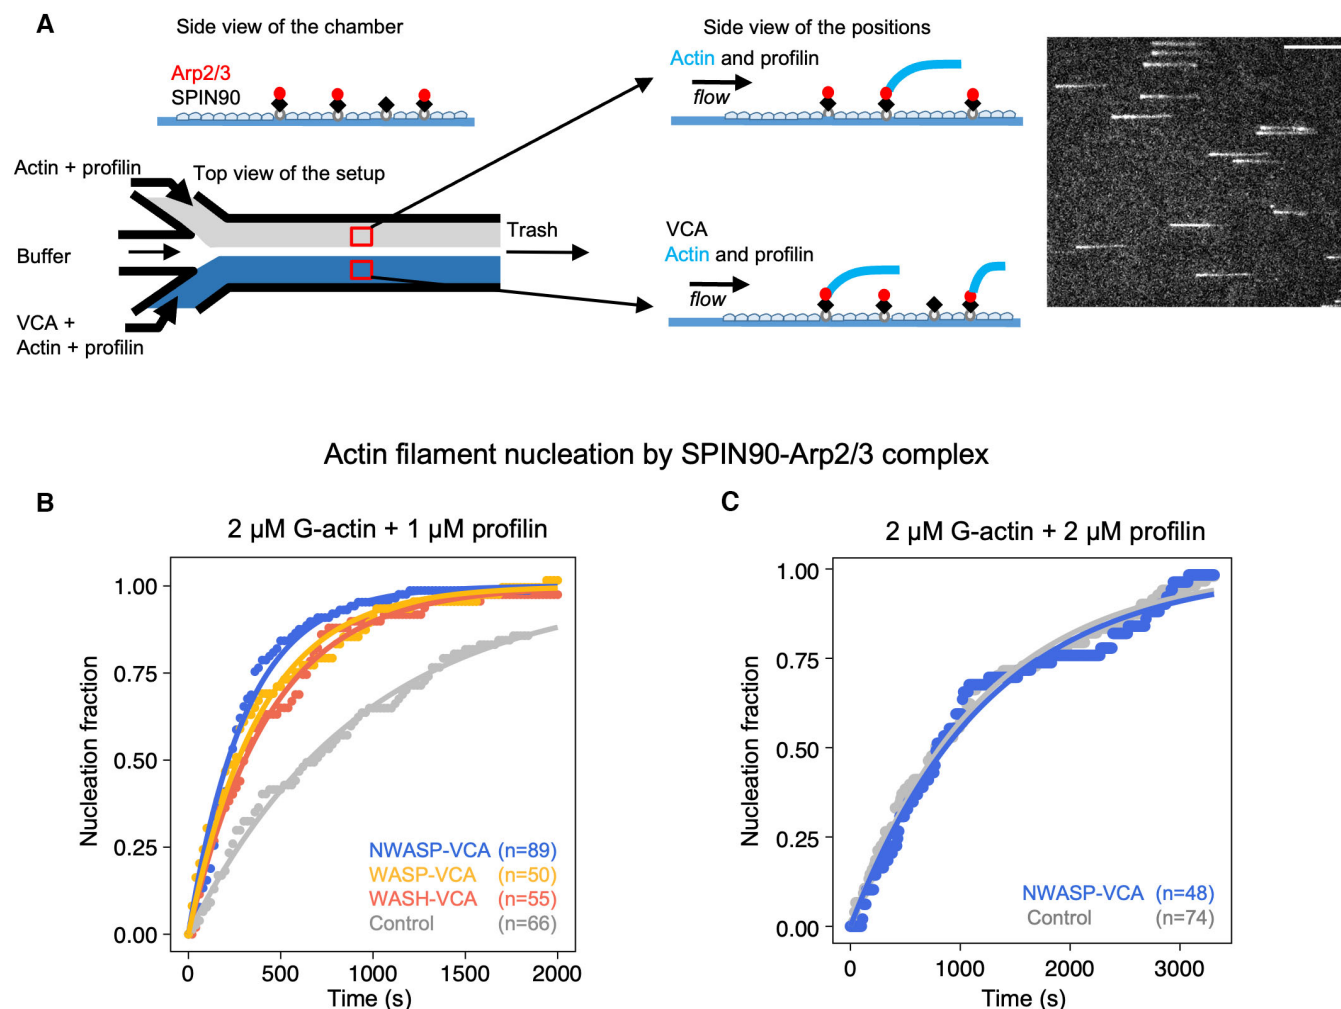 A
Side view of the chamber
Arp2/3
SPIN90
Top view of the setup
Actin + profilin
Buffer
VCA +
Actin + profilin
Trash
Side view of the positions
Actin and profilin
flow
VCA
Actin and profilin
flow
Actin filament nucleation by SPIN90-Arp2/3 complex
B
2 µM G-actin + 1 µM profilin
Nucleation fraction
1.00
0.75
0.50
0.25
0.00
NWASP-VCA (n=89)
WASP-VCA (n=50)
WASH-VCA (n=55)
Control (n=66)
0 500 1000 1500 2000
Time (s)
C
2 µM G-actin + 2 µM profilin
Nucleation fraction
1.00
0.75
0.50
0.25
0.00
NWASP-VCA (n=48)
Control (n=74)
0 1000 2000 3000
Time (s)